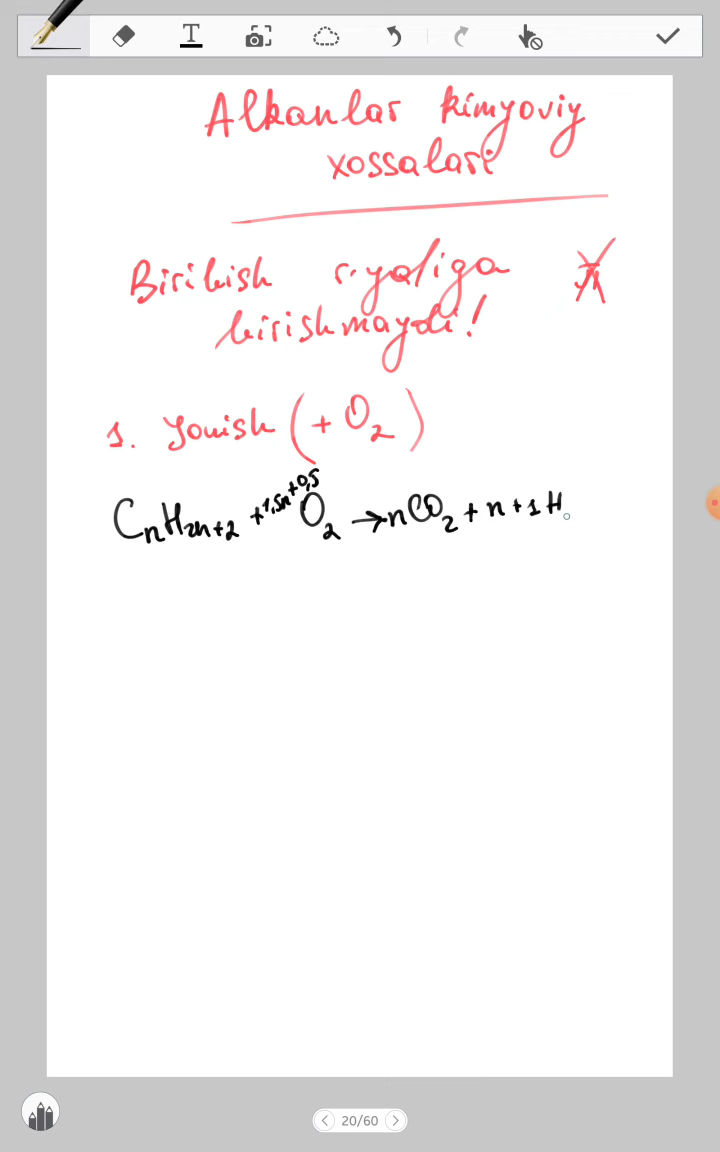 T
Alkanlar kimyoviy
xossalari
Birikish r-yaliga
kirishmaydi!
1. Yonish (+ O₂)
CₙH₂ₙ₊₂ + 1,5n+0,5 O₂ → nCO₂ + n+1 H
20/60